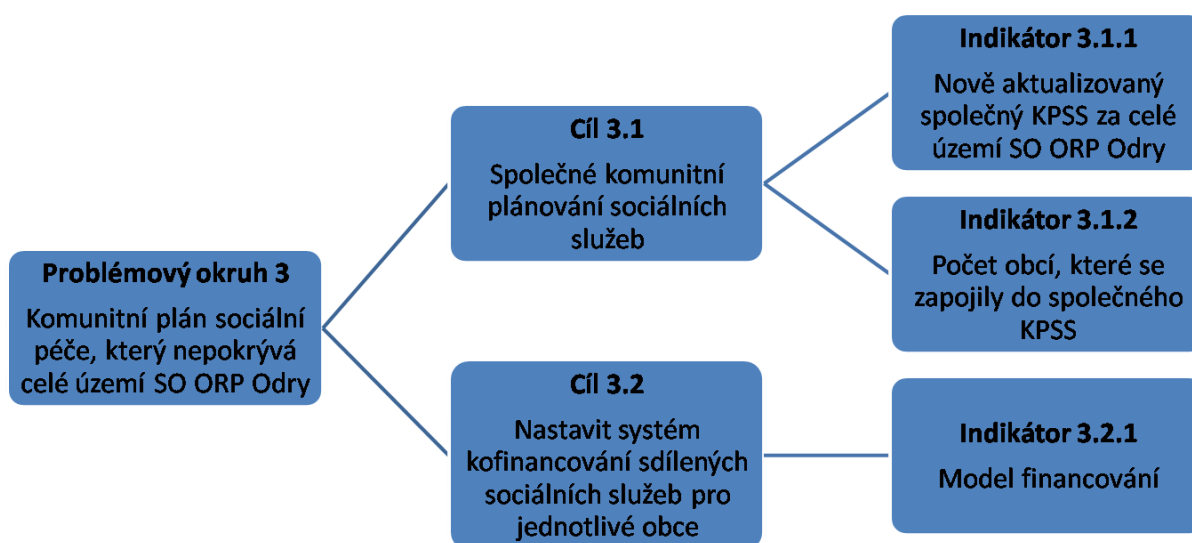 Problémový okruh 3
Komunitní plán sociální
péče, který nepokrývá
celé území SO ORP Odry
Cíl 3.1
Společné komunitní
plánování sociálních
služeb
Indikátor 3.1.1
Nově aktualizovaný
společný KPSS za celé
území SO ORP Odry
Indikátor 3.1.2
Počet obcí, které se
zapojily do společného
KPSS
Cíl 3.2
Nastavit systém
kofinancování sdílených
sociálních služeb pro
jednotlivé obce
Indikátor 3.2.1
Model financování